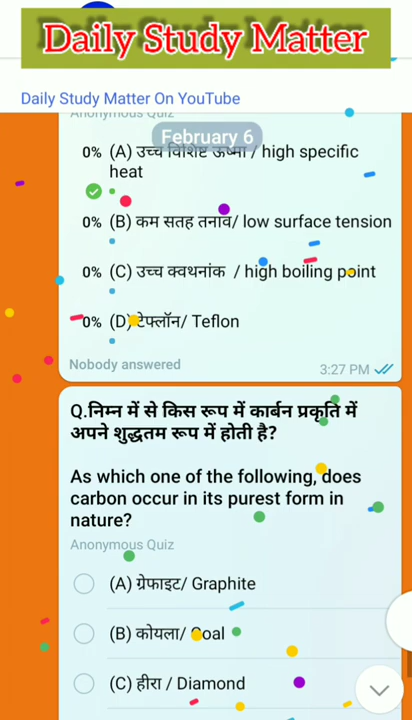 Daily Study Matter
Daily Study Matter On YouTube
Anonymous Quiz
February 6
0% (A) उच्च विशिष्ट ऊष्मा / high specific
heat
0% (B) कम सतह तनाव/ low surface tension
0% (C) उच्च क्वथनांक / high boiling point
0% (D) टेफ्लॉन/ Teflon
Nobody answered
3:27 PM
Q.निम्न में से किस रूप में कार्बन प्रकृति में
अपने शुद्धतम रूप में होती है?
As which one of the following, does
carbon occur in its purest form in
nature?
Anonymous Quiz
(A) ग्रेफाइट/ Graphite
(B) कोयला/ Coal
(C) हीरा / Diamond